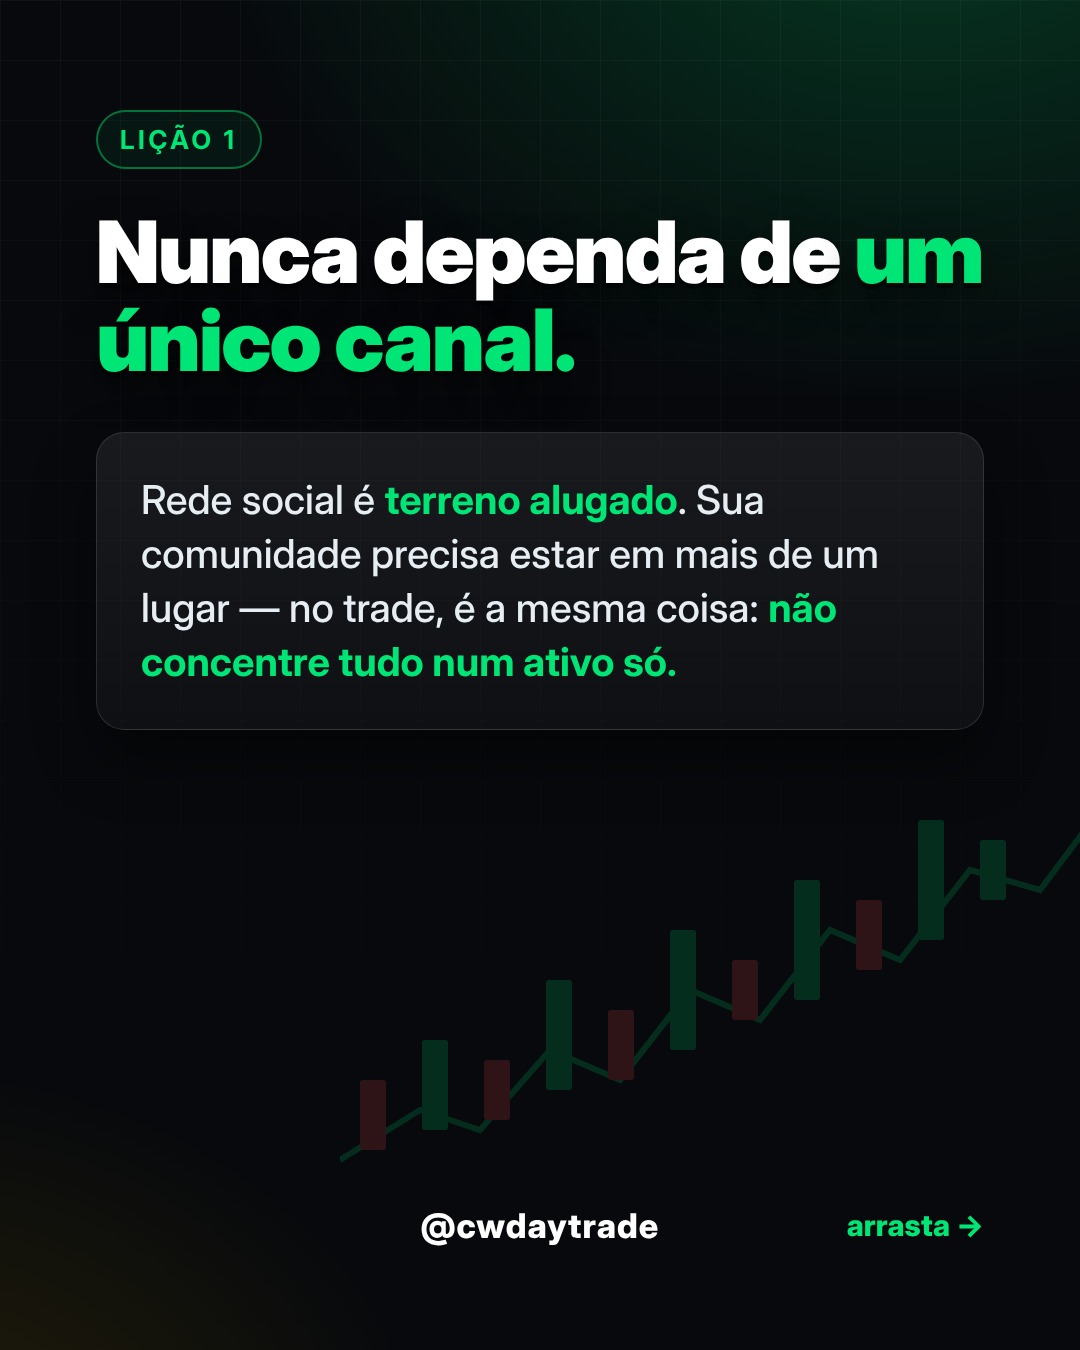 LIÇÃO 1
Nunca dependa de um
único canal.
Rede social é terreno alugado. Sua
comunidade precisa estar em mais de um
lugar — no trade, é a mesma coisa: não
concentre tudo num ativo só.
@cwdaytrade
arrasta →